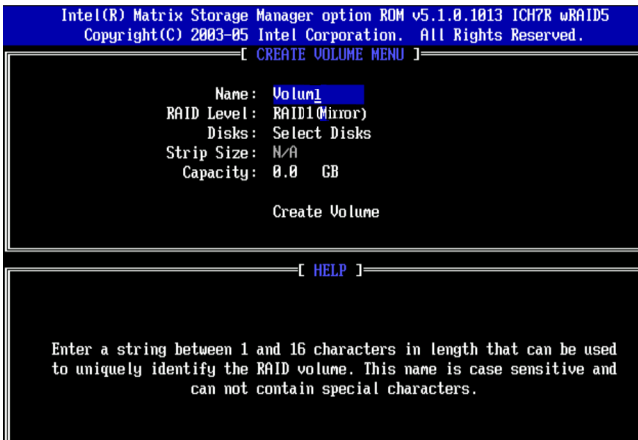 Intel(R) Matrix Storage Manager option ROM v5.1.0.1013 ICH7R wRAID5
Copyright(C) 2003-05 Intel Corporation. All Rights Reserved.
[ CREATE VOLUME MENU ]
Name: Volum1
RAID Level: RAID1(Mirror)
Disks: Select Disks
Strip Size: N/A
Capacity: 0.0 GB
Create Volume
[ HELP ]
Enter a string between 1 and 16 characters in length that can be used
to uniquely identify the RAID volume. This name is case sensitive and
can not contain special characters.